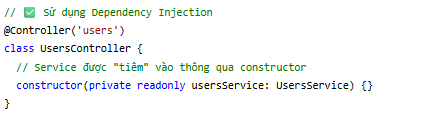 // ✅ Sử dụng Dependency Injection
@Controller('users')
class UsersController {
  // Service được "tiêm" vào thông qua constructor
  constructor(private readonly usersService: UsersService) {}
}